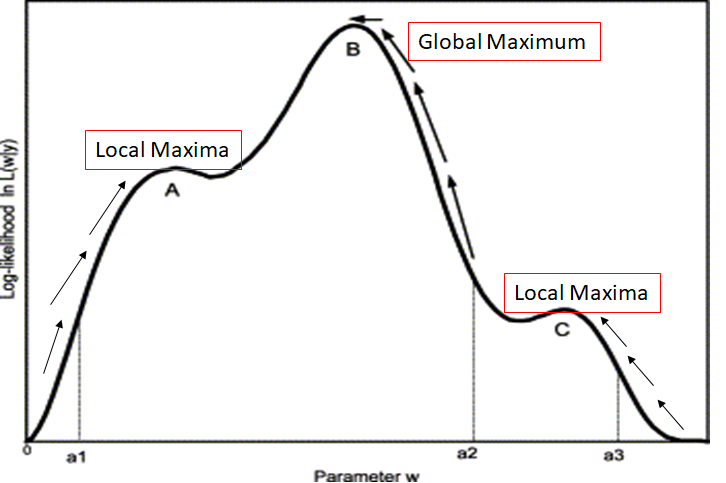 Global Maximum
B
Local Maxima
A
Log-likelihood ln L(w|y)
Local Maxima
C
0
a1
a2
a3
Parameter w